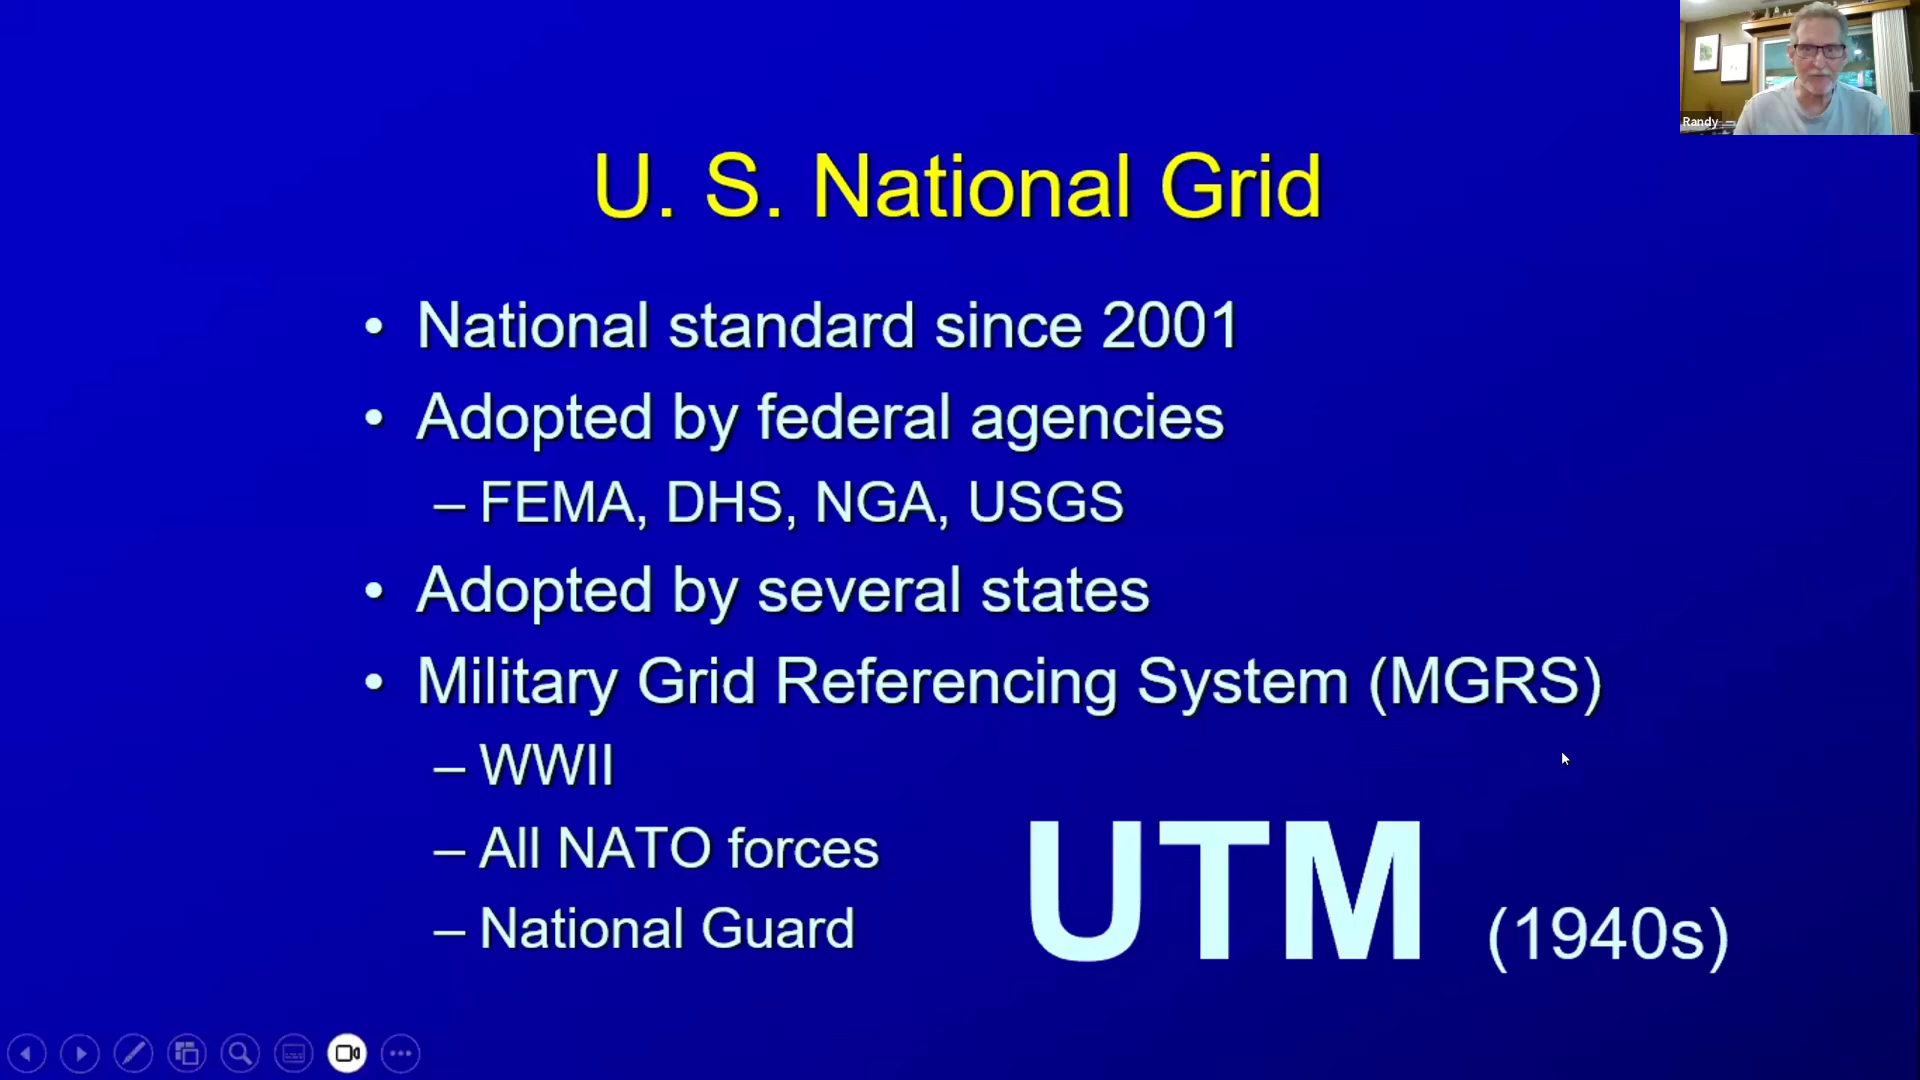 Randy
U. S. National Grid
• National standard since 2001
• Adopted by federal agencies
– FEMA, DHS, NGA, USGS
• Adopted by several states
• Military Grid Referencing System (MGRS)
– WWII
– All NATO forces
– National Guard
UTM (1940s)